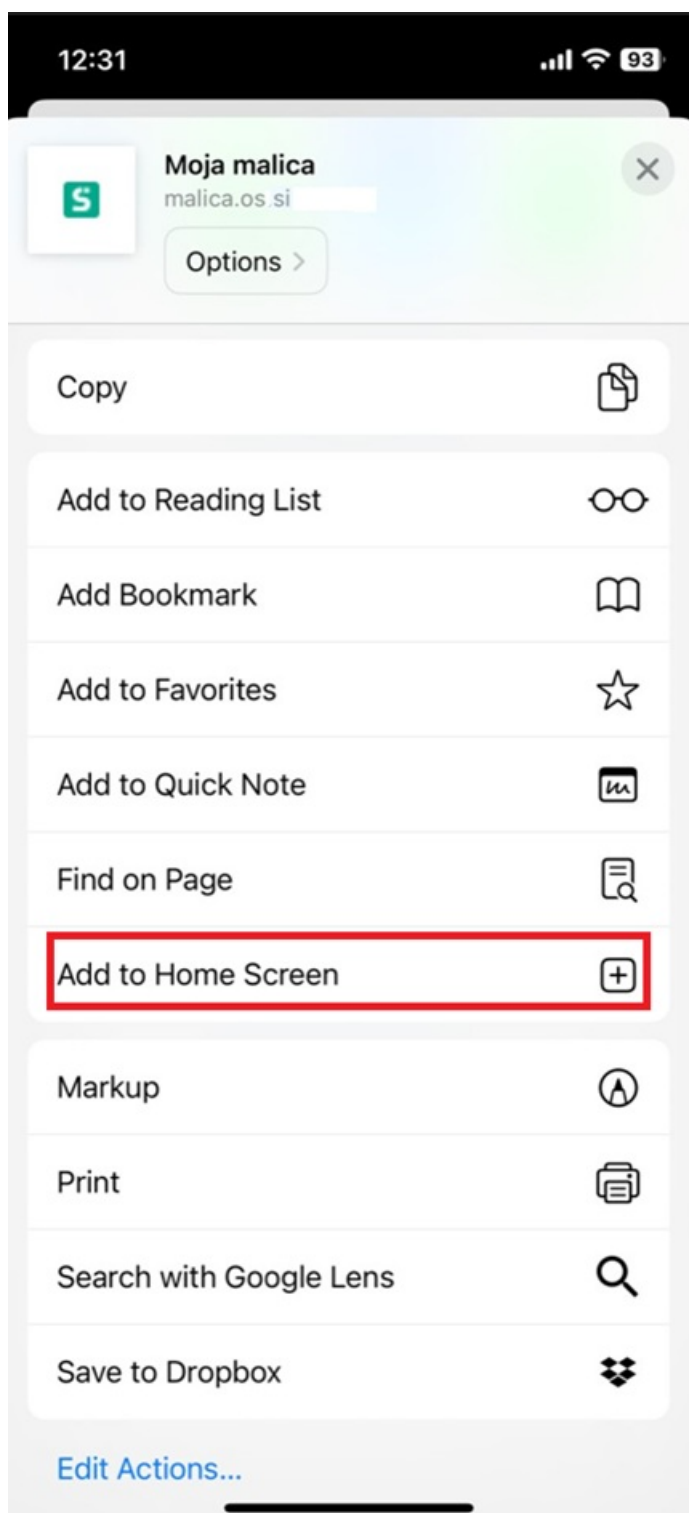 12:31
93
Moja malica
malica.os.si
Options
Copy
Add to Reading List
Add Bookmark
Add to Favorites
Add to Quick Note
Find on Page
Add to Home Screen
Markup
Print
Search with Google Lens
Save to Dropbox
Edit Actions...